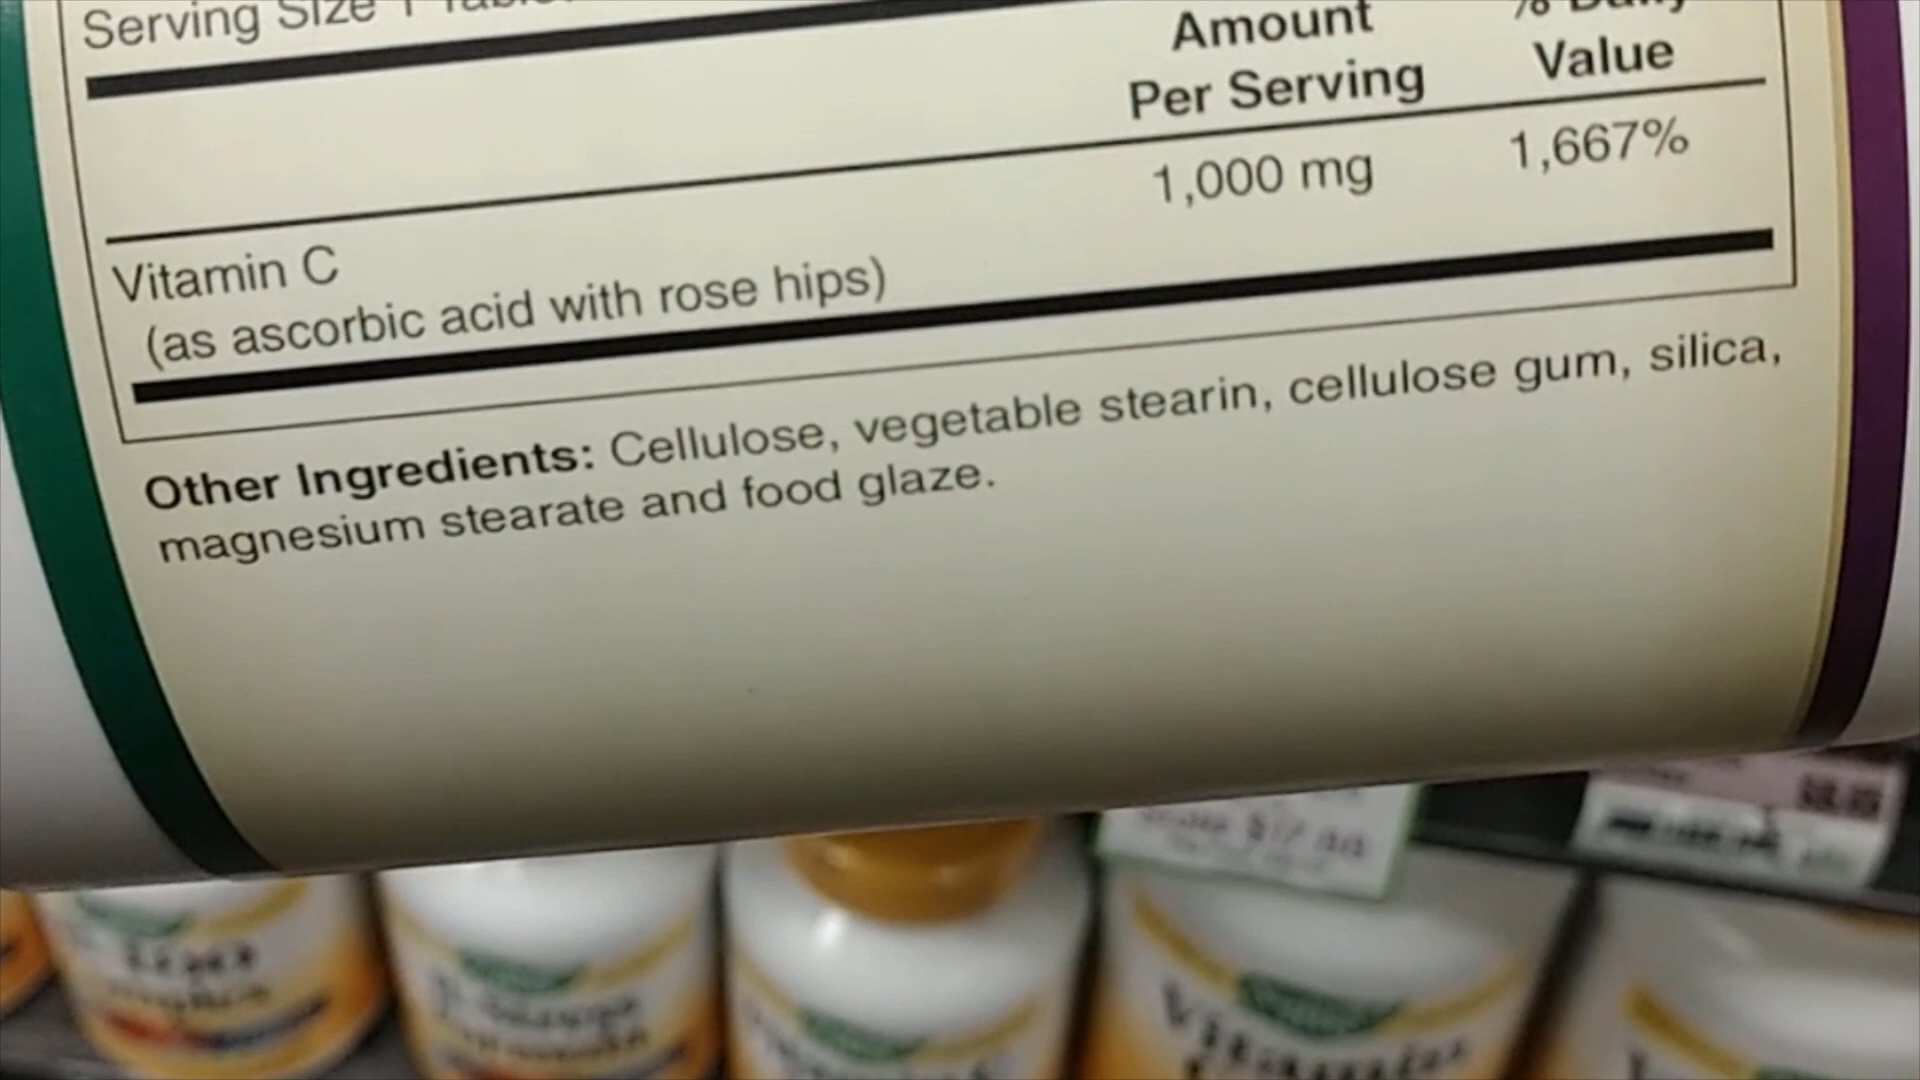 Serving Size 1
Amount
Per Serving
% Daily
Value
Vitamin C
(as ascorbic acid with rose hips)
1,000 mg
1,667%
Other Ingredients: Cellulose, vegetable stearin, cellulose gum, silica,
magnesium stearate and food glaze.
Vitamin